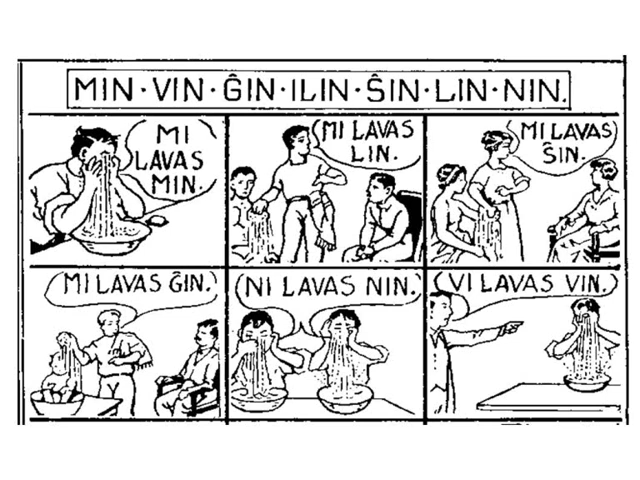 MIN·VIN·ĜIN·ILIN·ŜIN·LIN·NIN.
MI
LAVAS
MIN.
MI LAVAS
LIN.
MI LAVAS
ŜIN.
MI LAVAS ĜIN.
NI LAVAS NIN.
VI LAVAS VIN.